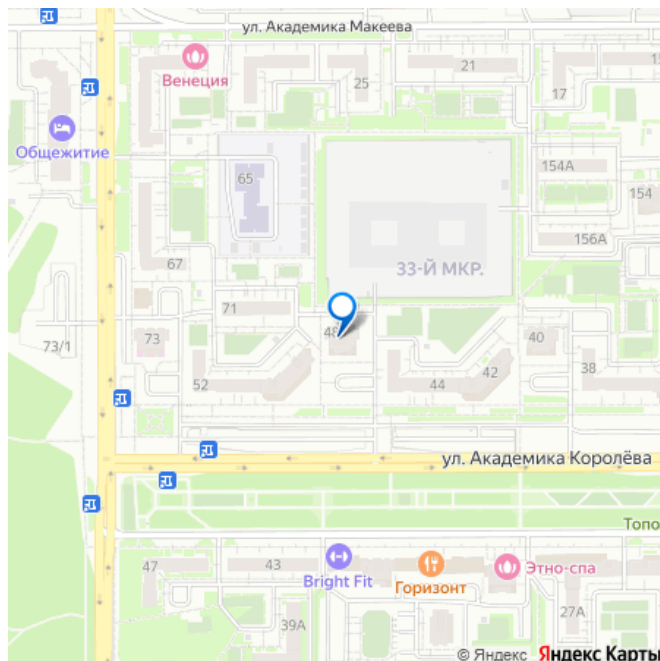 ул. Академика Макеева
Венеция
25
21
17
Общежитие
65
154А
154
156А
67
33-Й МКР.
71
48
73
73/1
52
44
42
40
38
ул. Академика Королёва
Топо
47
43
Bright Fit
Горизонт
Этно-спа
27А
39А
© Яндекс Яндекс Карты